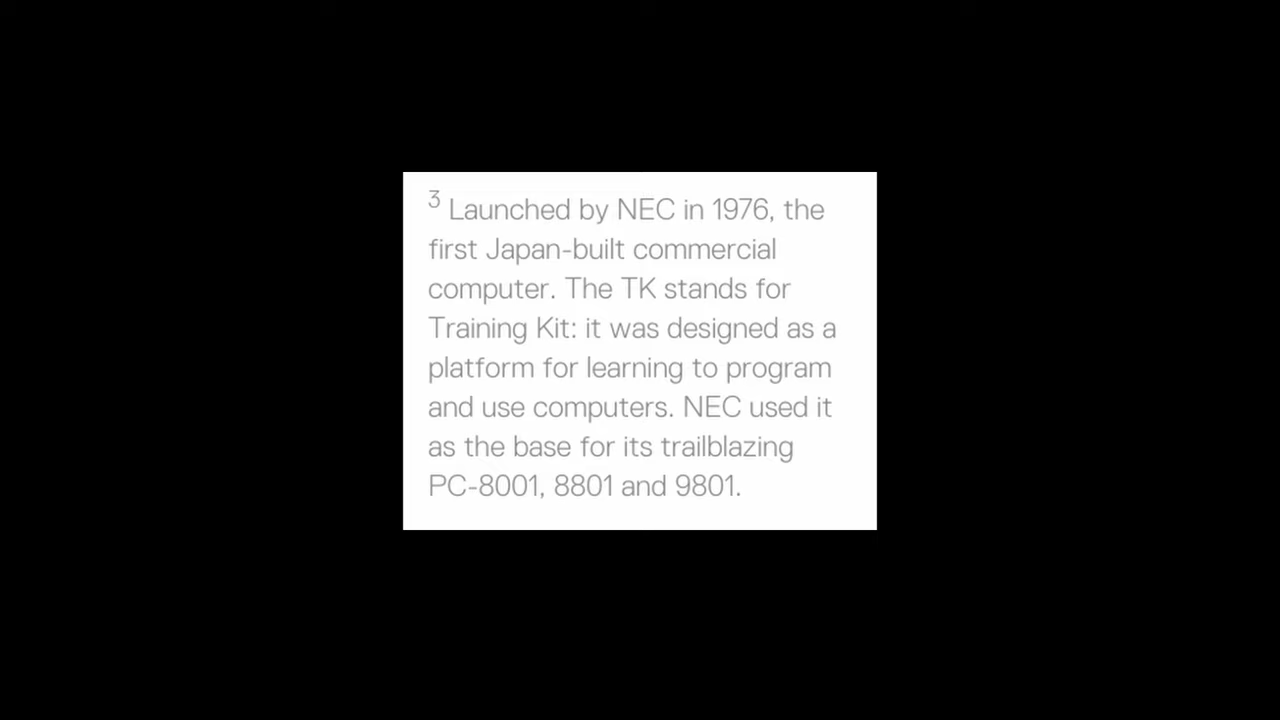 3 Launched by NEC in 1976, the
first Japan-built commercial
computer. The TK stands for
Training Kit: it was designed as a
platform for learning to program
and use computers. NEC used it
as the base for its trailblazing
PC-8001, 8801 and 9801.